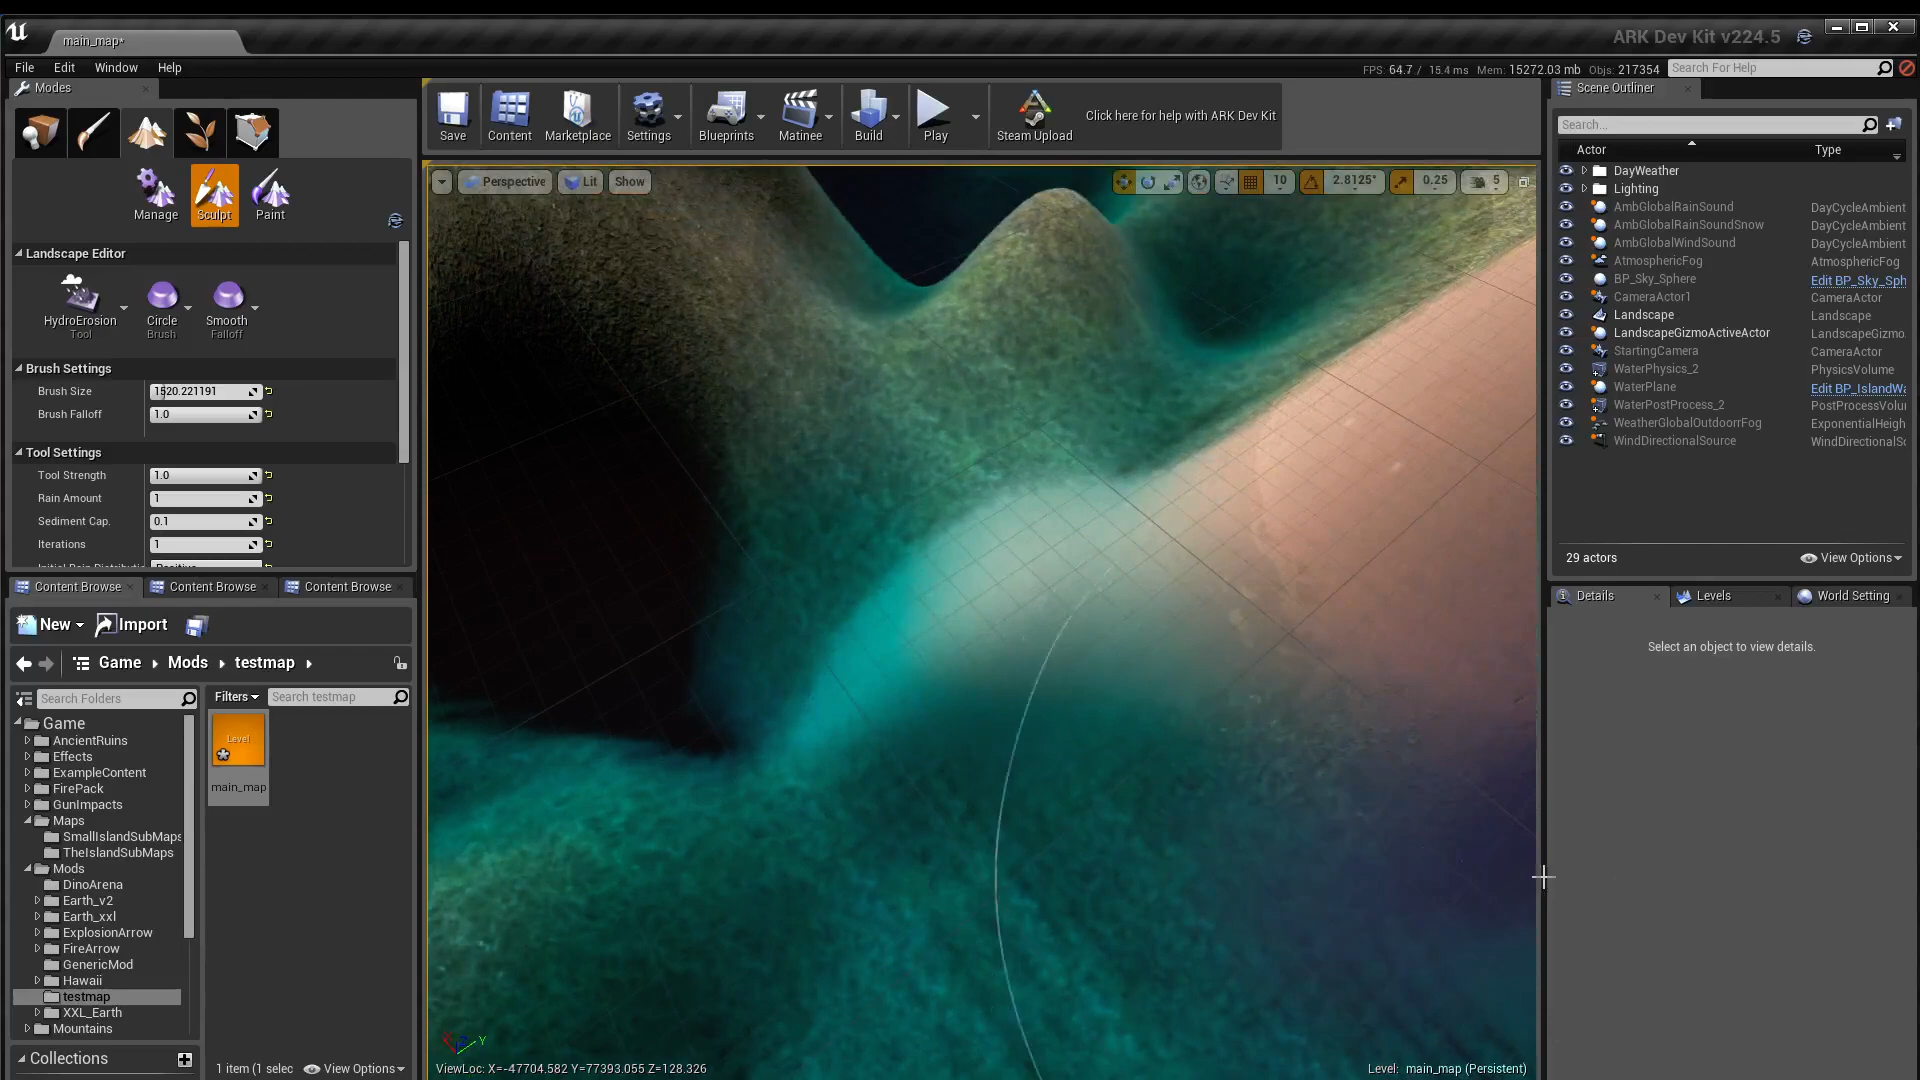 main_map*
ARK Dev Kit v224.5
File Edit Window Help
FPS: 64.7 / 15.4 ms Mem: 15272.03 mb Objs: 217354
Search For Help
Modes
Manage
Sculpt
Paint
Landscape Editor
HydroErosion
Tool
Circle
Brush
Smooth
Falloff
Brush Settings
Brush Size 1520.221191
Brush Falloff 1.0
Tool Settings
Tool Strength 1.0
Rain Amount 1
Sediment Cap. 0.1
Iterations 1
Save
Content
Marketplace
Settings
Blueprints
Matinee
Build
Play
Steam Upload
Click here for help with ARK Dev Kit
Perspective
Lit
Show
10
2.8125°
0.25
5
ViewLoc: X=-47704.582 Y=77393.055 Z=128.326
Level: main_map (Persistent)
Y
Content Browse
Content Browse
Content Browse
New
Import
Game
Mods
testmap
Search Folders
Filters
Search testmap
Game
AncientRuins
Effects
ExampleContent
FirePack
GunImpacts
Maps
SmallIslandSubMaps
TheIslandSubMaps
Mods
DinoArena
Earth_v2
Earth_xxl
ExplosionArrow
FireArrow
GenericMod
Hawaii
testmap
XXL_Earth
Mountains
Collections
Level
main_map
1 item (1 selec
View Options
Scene Outliner
Search...
Actor Type
DayWeather
Lighting
AmbGlobalRainSound DayCycleAmbient
AmbGlobalRainSoundSnow DayCycleAmbient
AmbGlobalWindSound DayCycleAmbient
AtmosphericFog AtmosphericFog
BP_Sky_Sphere Edit BP_Sky_Sph
CameraActor1 CameraActor
Landscape Landscape
LandscapeGizmoActiveActor LandscapeGizmo
StartingCamera CameraActor
WaterPhysics_2 PhysicsVolume
WaterPlane Edit BP_IslandWa
WaterPostProcess_2 PostProcessVolu
WeatherGlobalOutdoorrFog ExponentialHeigh
WindDirectionalSource WindDirectionalSo
29 actors
View Options
Details
Levels
World Setting
Select an object to view details.